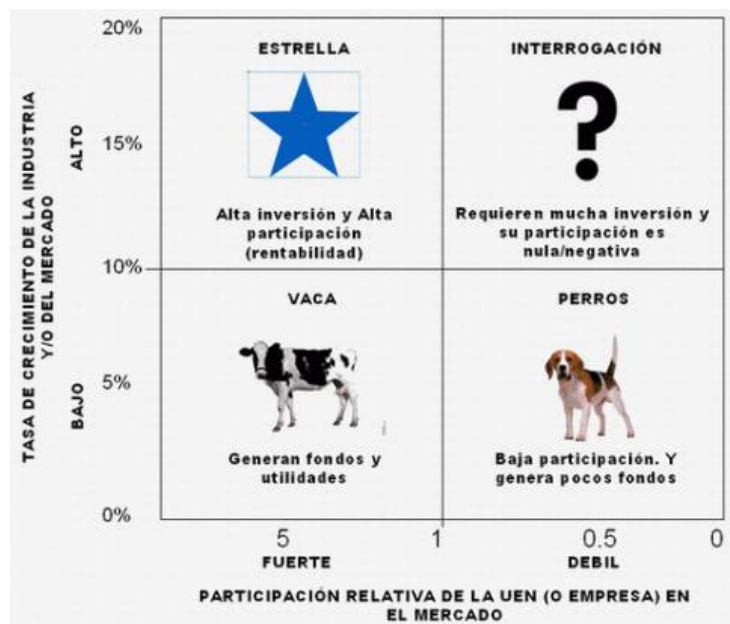 20%
ESTRELLA
INTERROGACIÓN
?
TASA DE CRECIMIENTO DE LA INDUSTRIA
Y/O DEL MERCADO
ALTO
15%
Alta inversión y Alta
participación
(rentabilidad)
Requieren mucha inversión y
su participación es
nula/negativa
10%
VACA
PERROS
BAJO
5%
Generan fondos y
utilidades
Baja participación. Y
genera pocos fondos
0%
5
1
0.5
0
FUERTE
DEBIL
PARTICIPACIÓN RELATIVA DE LA UEN (O EMPRESA) EN
EL MERCADO